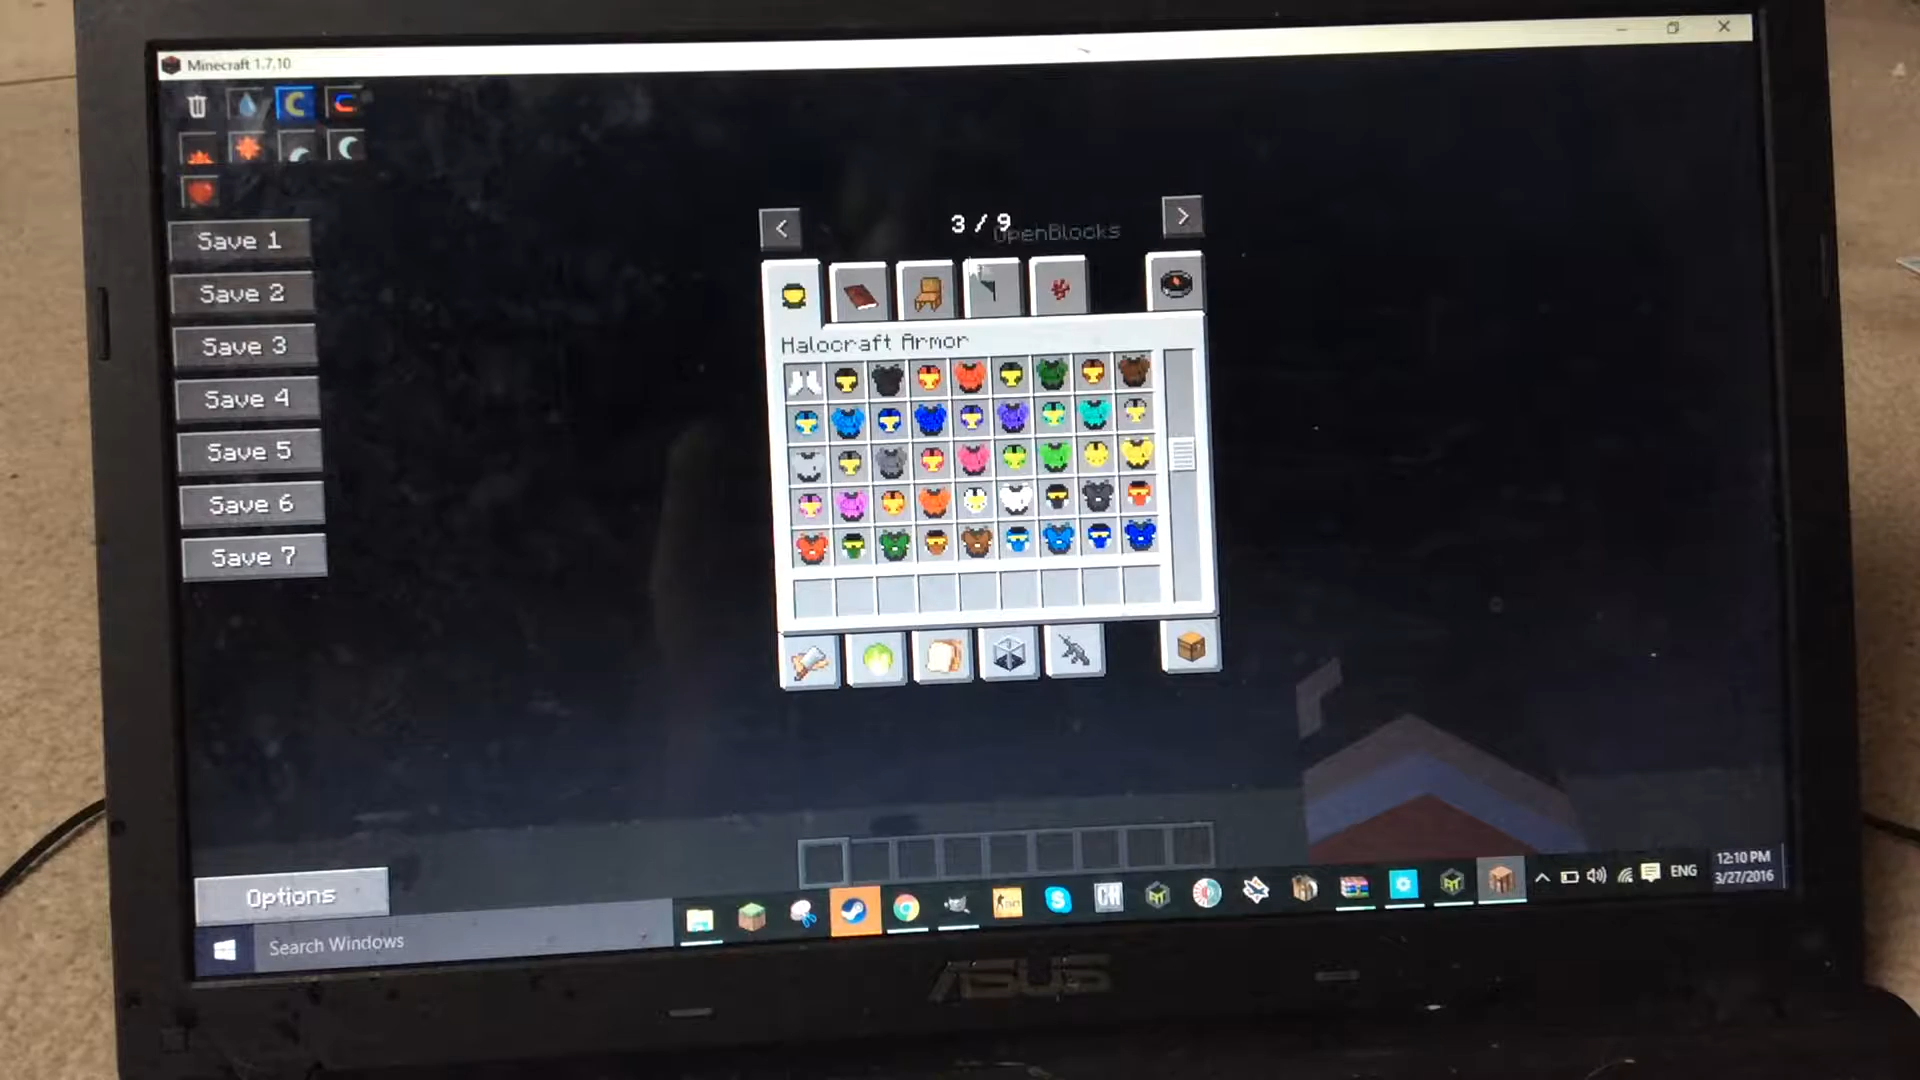 Minecraft 1.7.10
3 / 9
OpenBlocks
Halocraft Armor
Save 1
Save 2
Save 3
Save 4
Save 5
Save 6
Save 7
Options
Search Windows
CW
ENG
12:10 PM
3/27/2016
ASUS